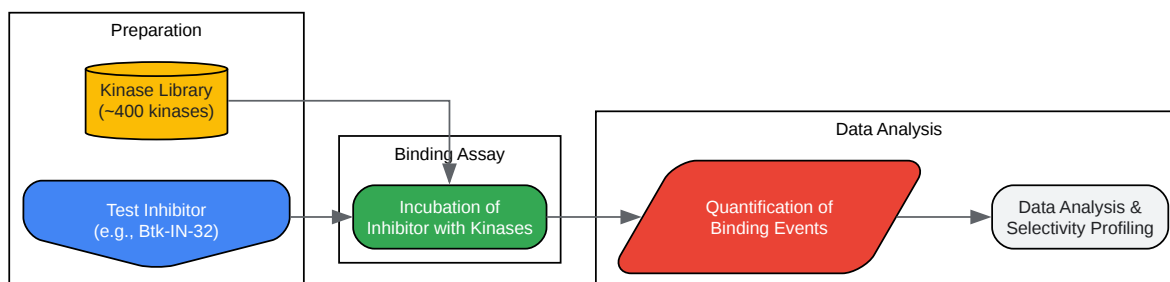 Preparation
Kinase Library
(~400 kinases)
Test Inhibitor
(e.g., Btk-IN-32)
Binding Assay
Incubation of
Inhibitor with Kinases
Data Analysis
Quantification of
Binding Events
Data Analysis &
Selectivity Profiling